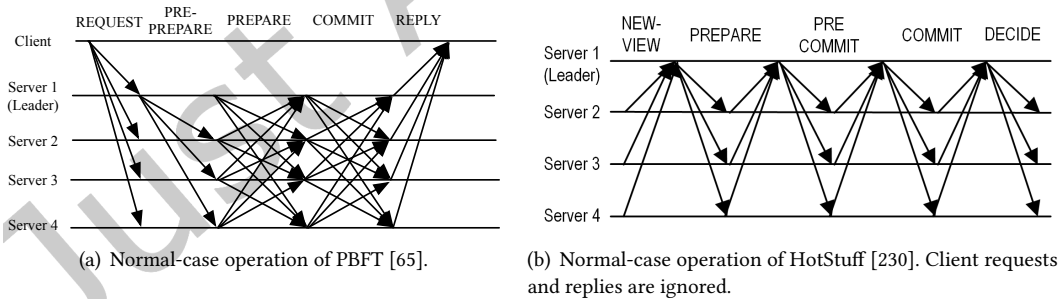 REQUEST
PRE-
PREPARE
PREPARE
COMMIT
REPLY
Client
Server 1
(Leader)
Server 2
Server 3
Server 4
(a) Normal-case operation of PBFT [65].
NEW-
VIEW
PREPARE
PRE
COMMIT
COMMIT
DECIDE
Server 1
(Leader)
Server 2
Server 3
Server 4
(b) Normal-case operation of HotStuff [230]. Client requests
and replies are ignored.
Just A